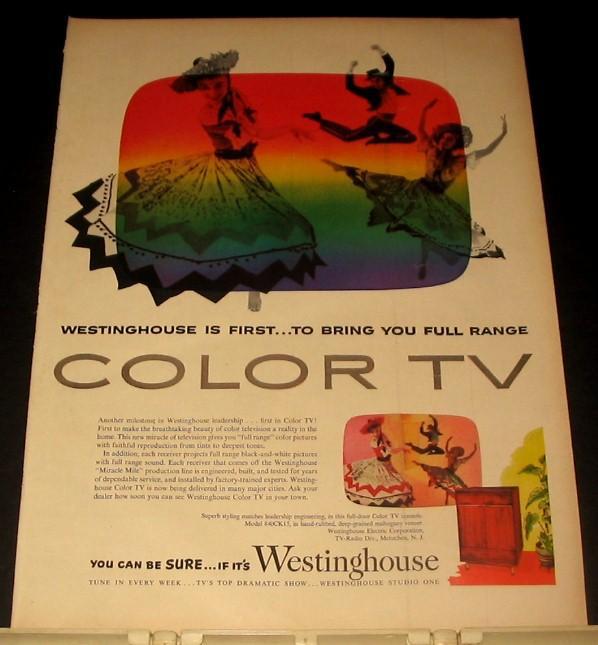 WESTINGHOUSE IS FIRST...TO BRING YOU FULL RANGE
COLOR TV
Another milestone in Westinghouse leadership . . . first in Color TV!
First to make the breathtaking beauty of color television a reality in the
home. This new miracle of television gives you "full range" color pictures
with faithful reproduction from tints to deepest tones.
In addition, each receiver projects full range black-and-white pictures
with full range sound. Each receiver that comes off the Westinghouse
"Miracle Mile" production line is engineered, built, and tested for years
of dependable service, and installed by factory-trained experts. Westing-
house Color TV is now being delivered in many major cities. Ask your
dealer how soon you can see Westinghouse Color TV in your town.
Superb styling matches leadership engineering, in this full-door Color TV console.
Model 840CK15, in hand-rubbed, deep-grained mahogany veneer.
Westinghouse Electric Corporation,
TV-Radio Div., Metuchen, N. J.
YOU CAN BE SURE...IF IT'S Westinghouse
TUNE IN EVERY WEEK...TV'S TOP DRAMATIC SHOW...WESTINGHOUSE STUDIO ONE